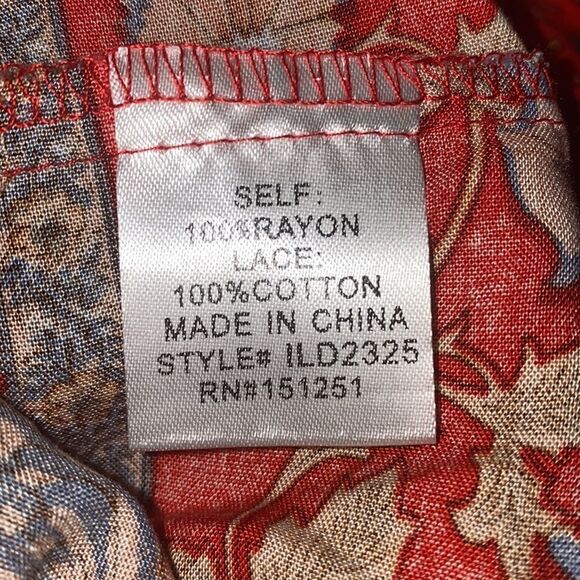 SELF:
100%RAYON
LACE:
100%COTTON
MADE IN CHINA
STYLE# ILD2325
RN#151251